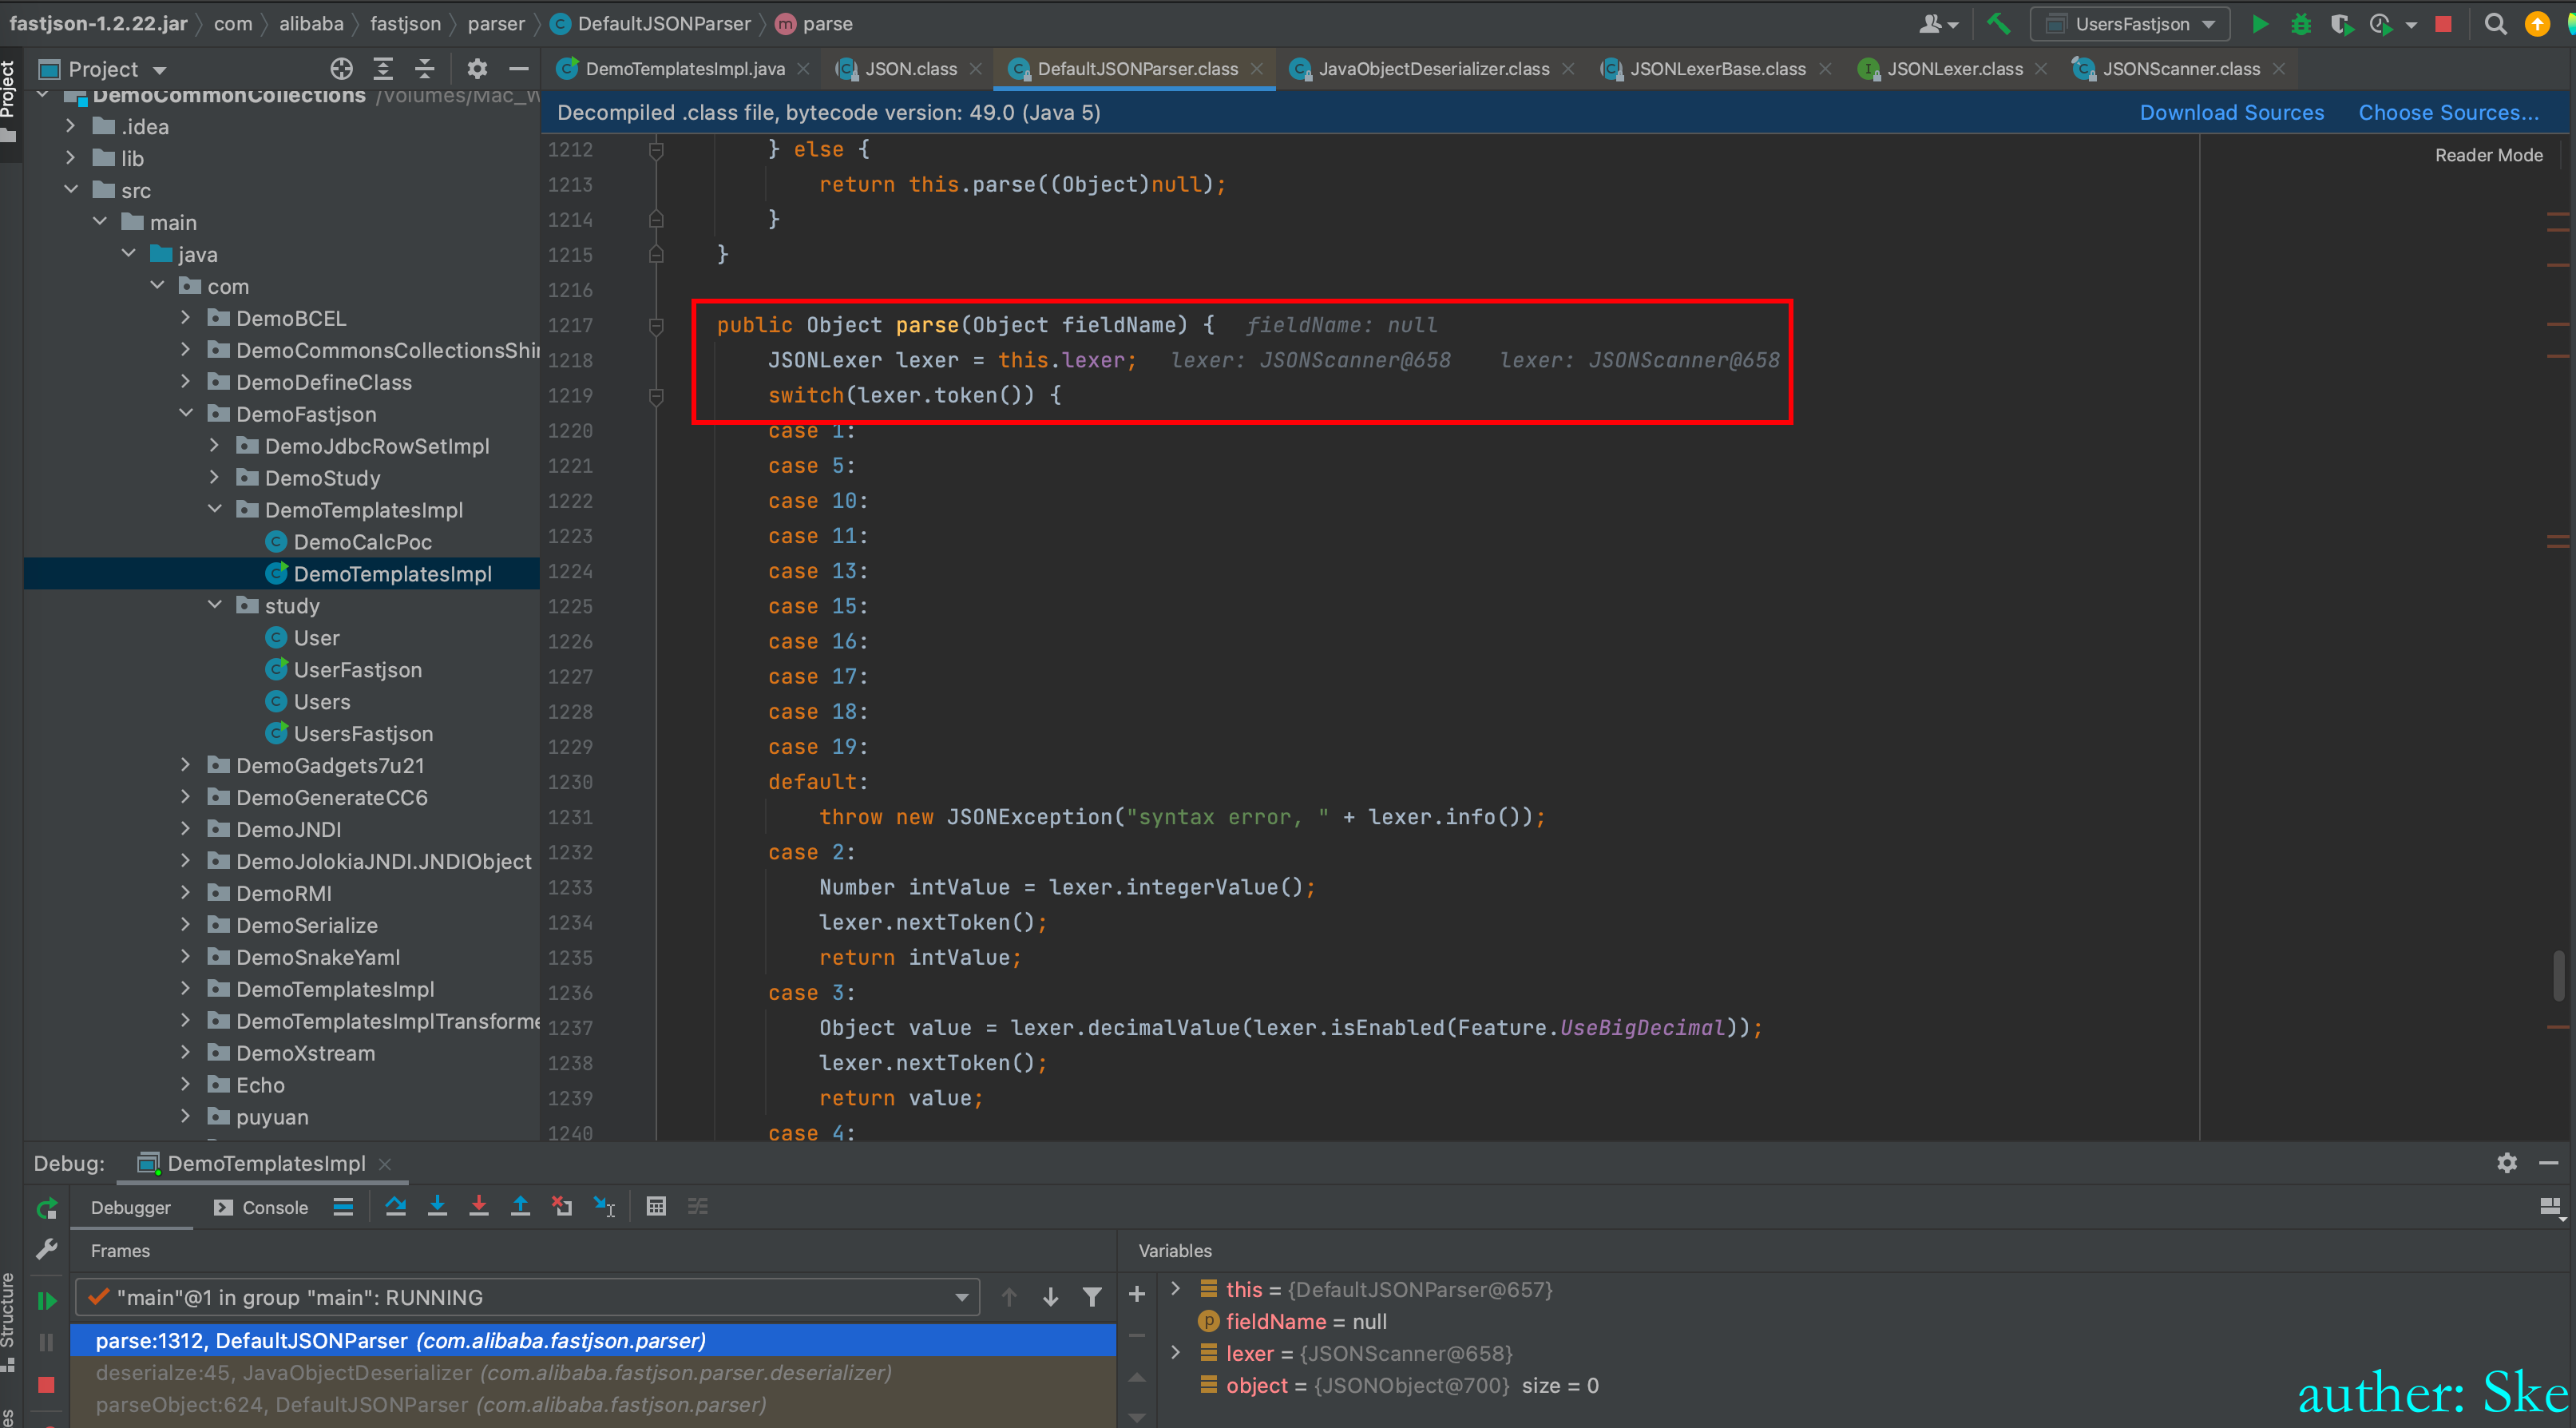 fastjson-1.2.22.jar com alibaba fastjson parser DefaultJSONParser parse
UsersFastjson
Project
Project
DemoTemplatesImpl.java JSON.class DefaultJSONParser.class JavaObjectDeserializer.class JSONLexerBase.class JSONLexer.class JSONScanner.class
Decompiled .class file, bytecode version: 49.0 (Java 5) Download Sources Choose Sources...
Reader Mode
DemoCommonCollections /Volumes/Mac_W
.idea
lib
src
main
java
com
DemoBCEL
DemoCommonsCollectionsShi
DemoDefineClass
DemoFastjson
DemoJdbcRowSetImpl
DemoStudy
DemoTemplatesImpl
DemoCalcPoc
DemoTemplatesImpl
study
User
UserFastjson
Users
UsersFastjson
DemoGadgets7u21
DemoGenerateCC6
DemoJNDI
DemoJolokiaJNDI.JNDIObject
DemoRMI
DemoSerialize
DemoSnakeYaml
DemoTemplatesImpl
DemoTemplatesImplTransforme
DemoXstream
Echo
puyuan
1212 } else {
1213 return this.parse((Object)null);
1214 }
1215 }
1216
1217 public Object parse(Object fieldName) { fieldName: null
1218 JSONLexer lexer = this.lexer; lexer: JSONScanner@658 lexer: JSONScanner@658
1219 switch(lexer.token()) {
1220 case 1:
1221 case 5:
1222 case 10:
1223 case 11:
1224 case 13:
1225 case 15:
1226 case 16:
1227 case 17:
1228 case 18:
1229 case 19:
1230 default:
1231 throw new JSONException("syntax error, " + lexer.info());
1232 case 2:
1233 Number intValue = lexer.integerValue();
1234 lexer.nextToken();
1235 return intValue;
1236 case 3:
1237 Object value = lexer.decimalValue(lexer.isEnabled(Feature.UseBigDecimal));
1238 lexer.nextToken();
1239 return value;
1240 case 4:
Debug: DemoTemplatesImpl
Debugger Console
Frames
"main"@1 in group "main": RUNNING
parse:1312, DefaultJSONParser (com.alibaba.fastjson.parser)
deserialze:45, JavaObjectDeserializer (com.alibaba.fastjson.parser.deserializer)
parseObject:624, DefaultJSONParser (com.alibaba.fastjson.parser)
Variables
this = {DefaultJSONParser@657}
fieldName = null
lexer = {JSONScanner@658}
object = {JSONObject@700} size = 0
Structure
auther: Ske